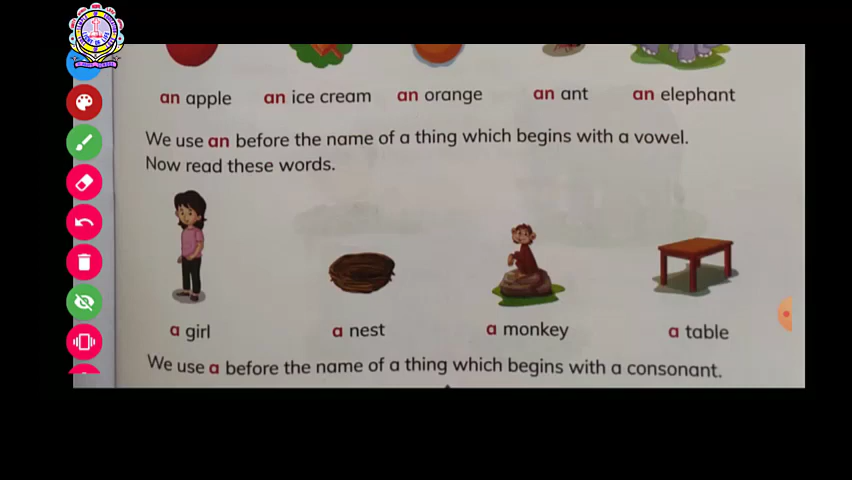 an apple an ice cream an orange an ant an elephant
We use an before the name of a thing which begins with a vowel.
Now read these words.
a girl a nest a monkey a table
We use a before the name of a thing which begins with a consonant.